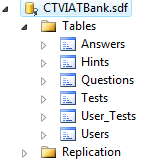 CTVIATBank.sdf
Tables
Answers
Hints
Questions
Tests
User_Tests
Users
Replication